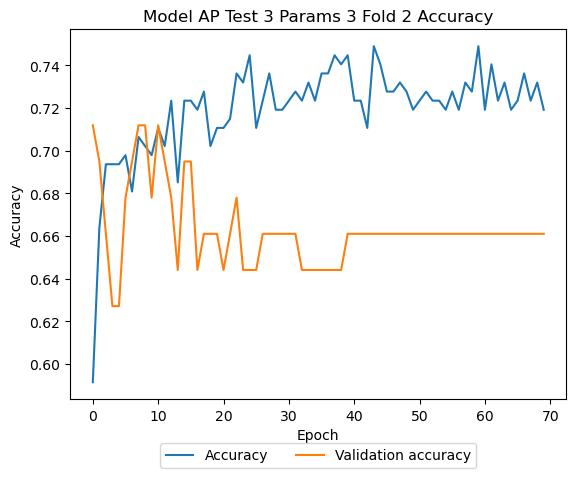 Model AP Test 3 Params 3 Fold 2 Accuracy
Accuracy
0.74
0.72
0.70
0.68
0.66
0.64
0.62
0.60
0 10 20 30 40 50 60 70
Epoch
Accuracy Validation accuracy